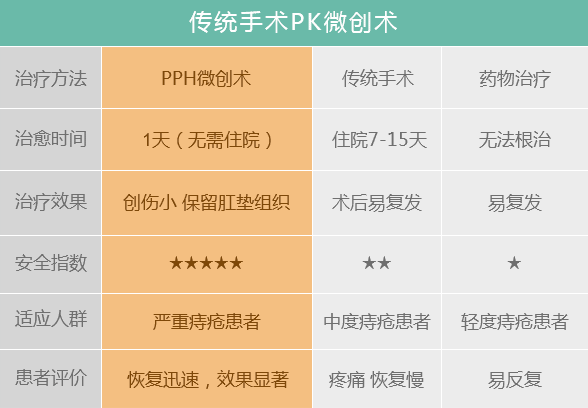 传统手术PK微创术
治疗方法 PPH微创术 传统手术 药物治疗
治愈时间 1天（无需住院） 住院7-15天 无法根治
治疗效果 创伤小 保留肛垫组织 术后易复发 易复发
安全指数 ★★★★★ ★★ ★
适应人群 严重痔疮患者 中度痔疮患者 轻度痔疮患者
患者评价 恢复迅速，效果显著 疼痛 恢复慢 易反复